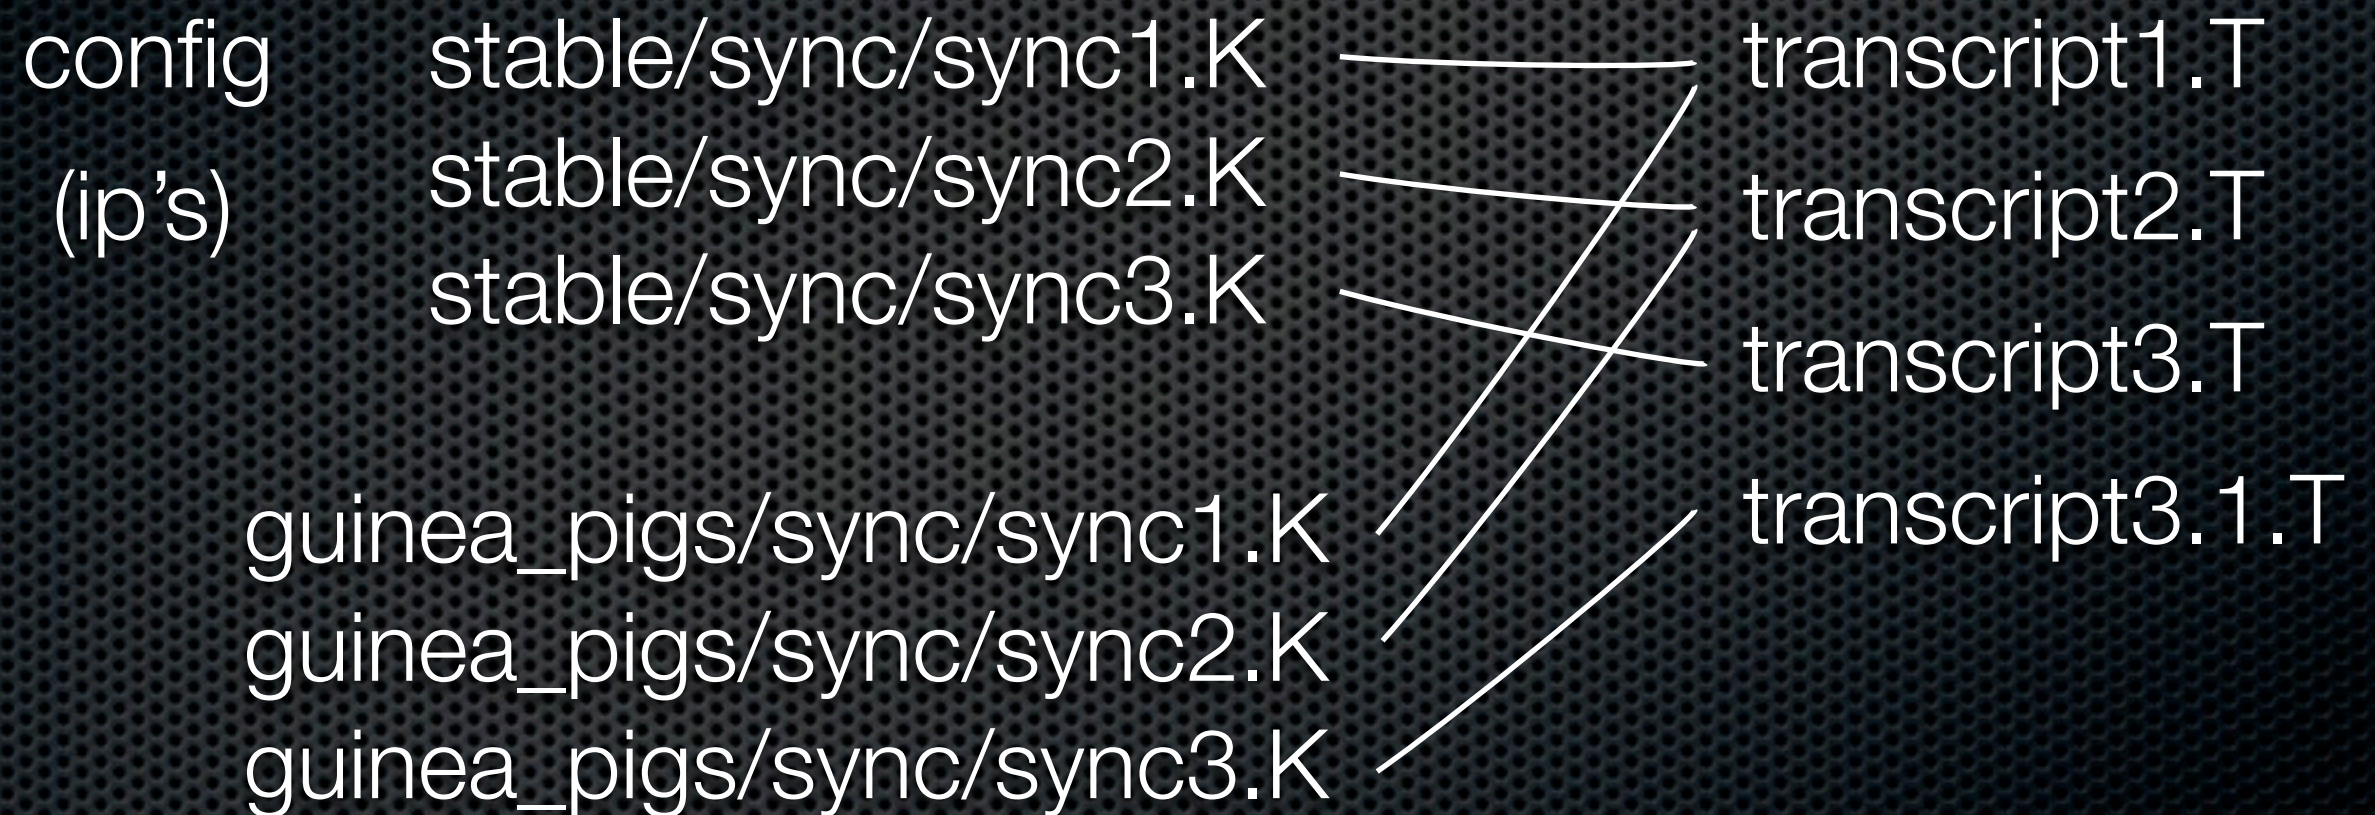 config
(ip’s)
stable/sync/sync1.K
stable/sync/sync2.K
stable/sync/sync3.K
guinea_pigs/sync/sync1.K
guinea_pigs/sync/sync2.K
guinea_pigs/sync/sync3.K
transcript1.T
transcript2.T
transcript3.T
transcript3.1.T